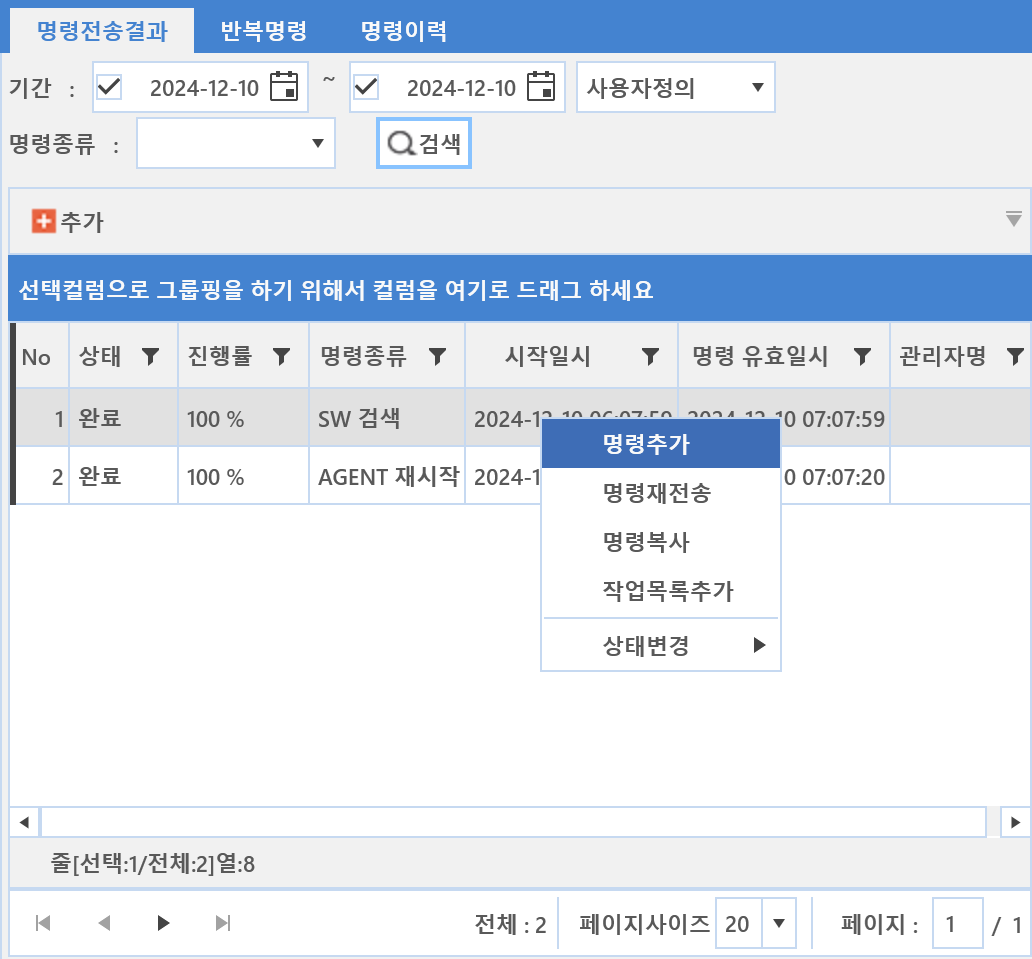 명령전송결과 반복명령 명령이력
기간 : 2024-12-10 ~ 2024-12-10 사용자정의
명령종류 : 검색
추가
선택컬럼으로 그룹핑을 하기 위해서 컬럼을 여기로 드래그 하세요
No 상태 진행률 명령종류 시작일시 명령 유효일시 관리자명
1 완료 100 % SW 검색 2024-12-10 06:07:59 2024-12-10 07:07:59
명령추가
2 완료 100 % AGENT 재시작 2024-1 0 07:07:20
명령재전송
명령복사
작업목록추가
상태변경
줄[선택:1/전체:2]열:8
전체 : 2 페이지사이즈 20 페이지 : 1 / 1